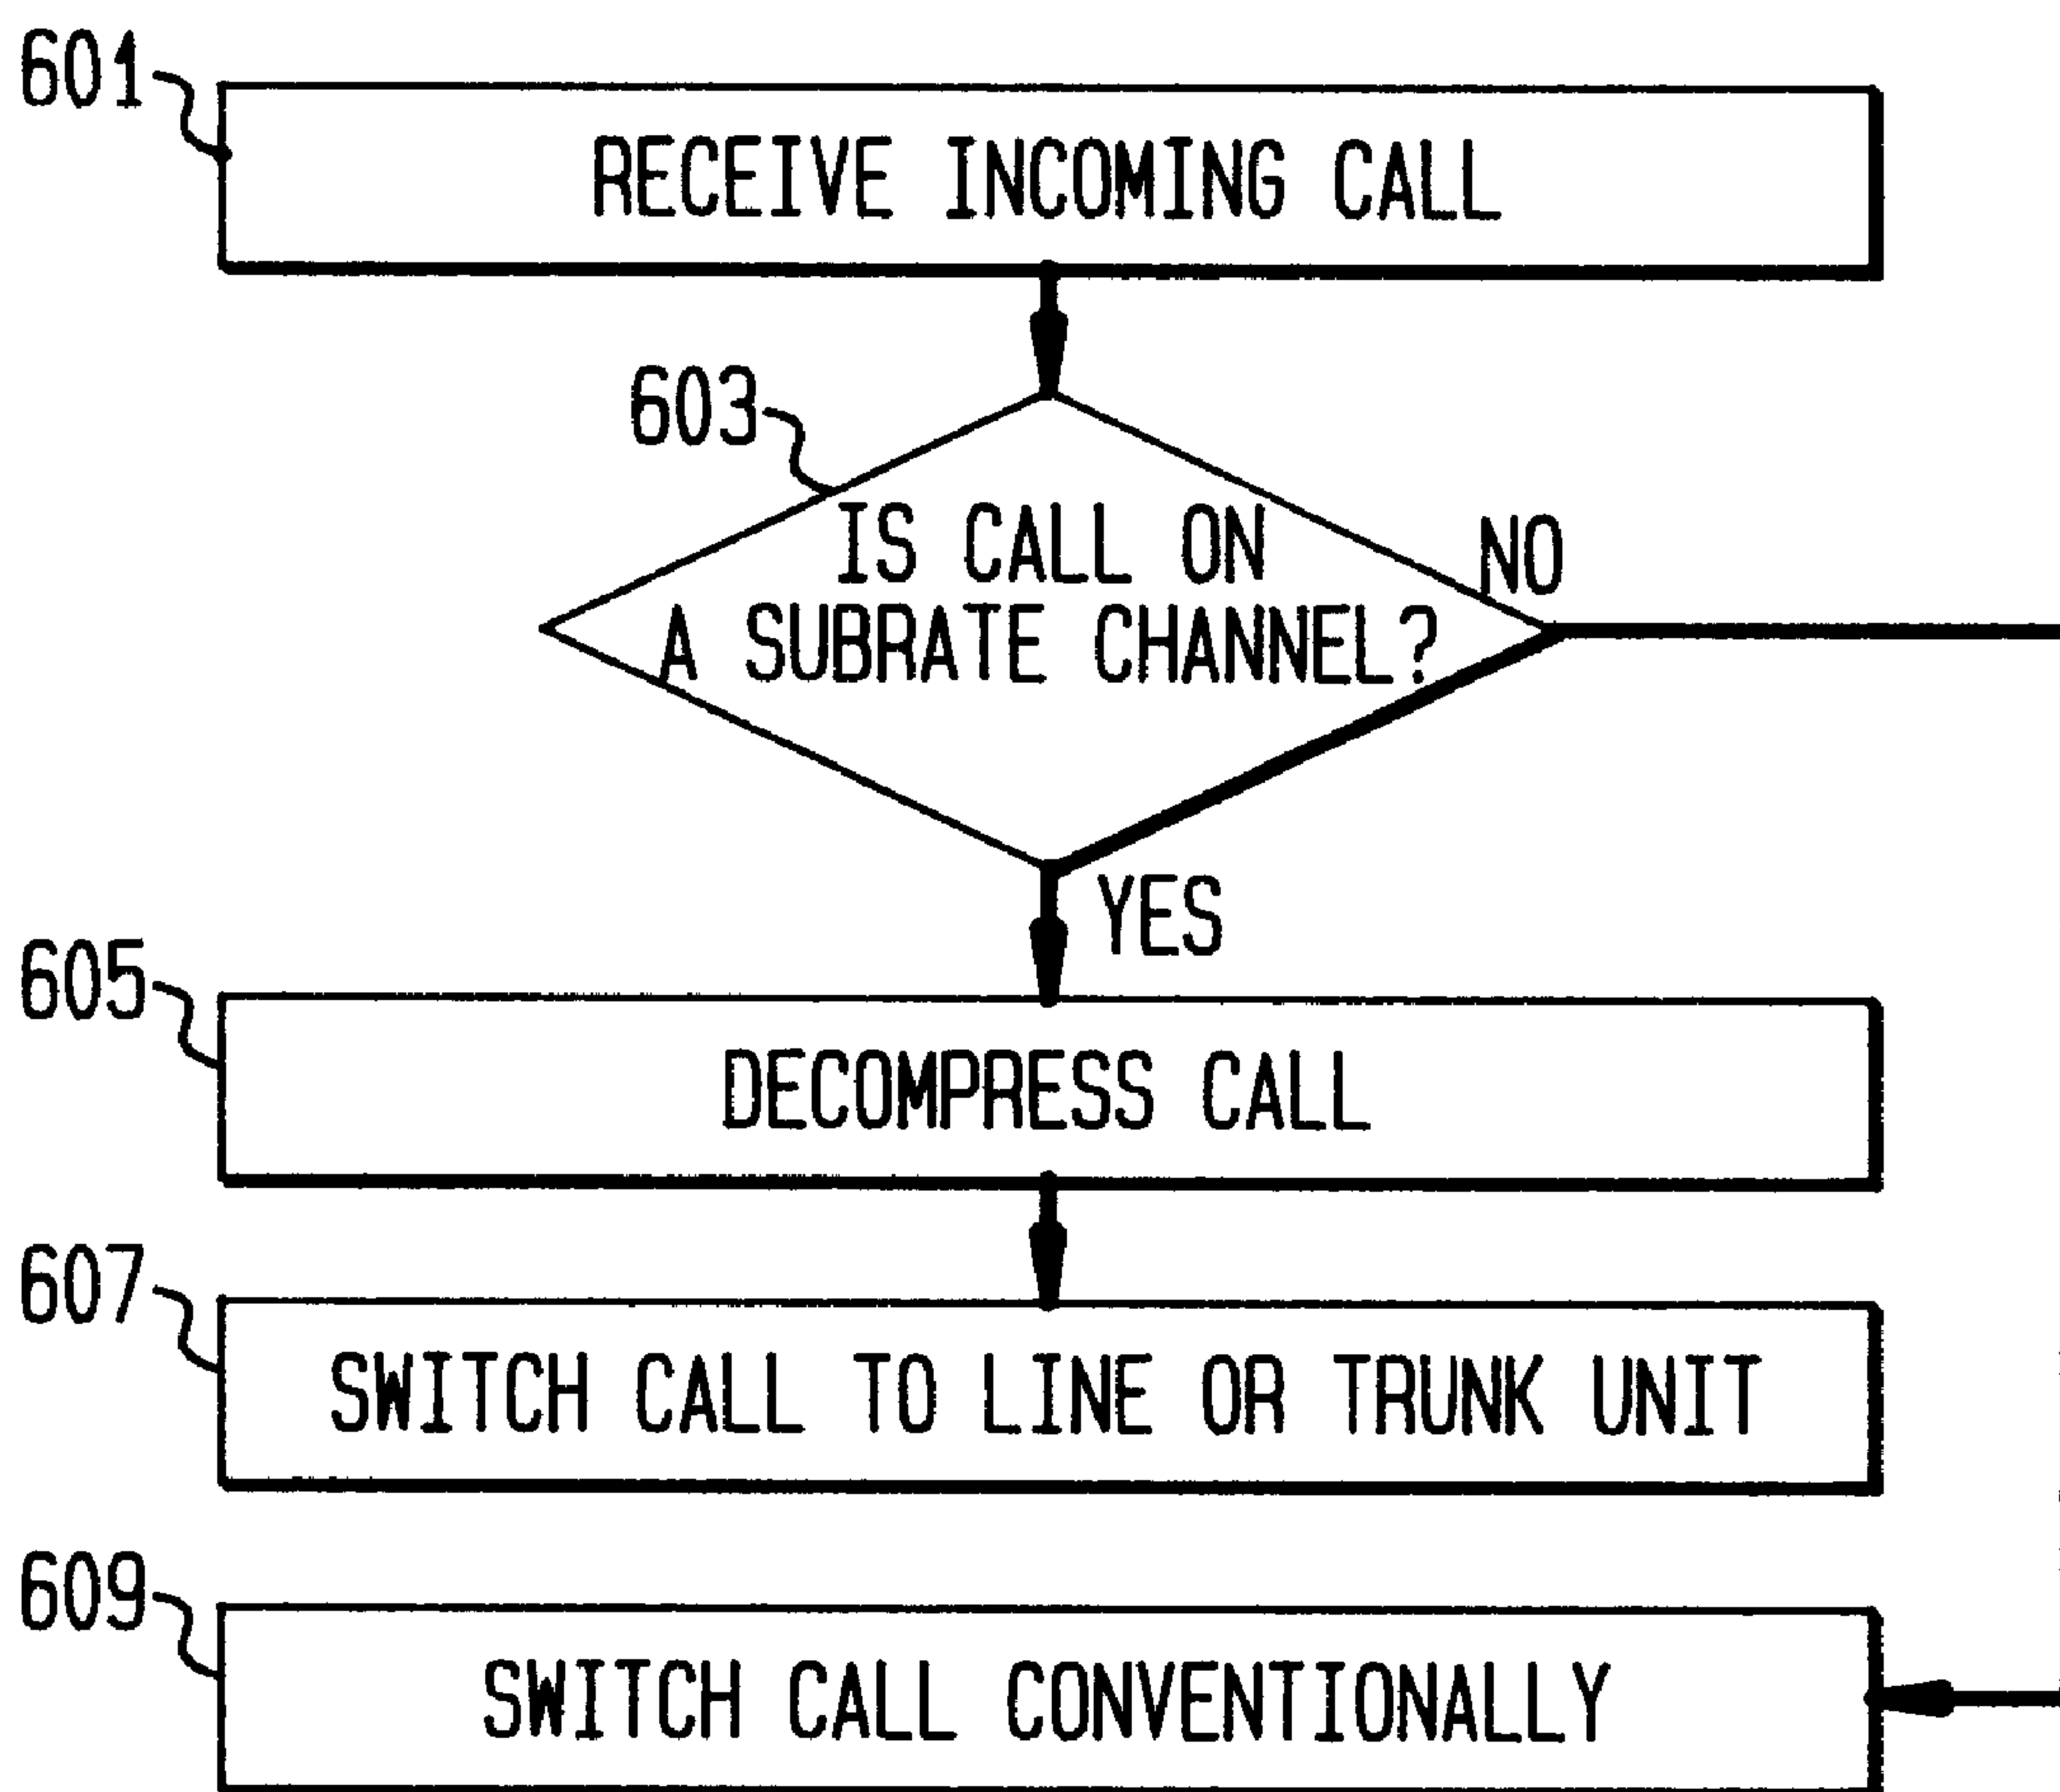 601
RECEIVE INCOMING CALL
603
IS CALL ON
A SUBRATE CHANNEL?
NO
YES
605
DECOMPRESS CALL
607
SWITCH CALL TO LINE OR TRUNK UNIT
609
SWITCH CALL CONVENTIONALLY